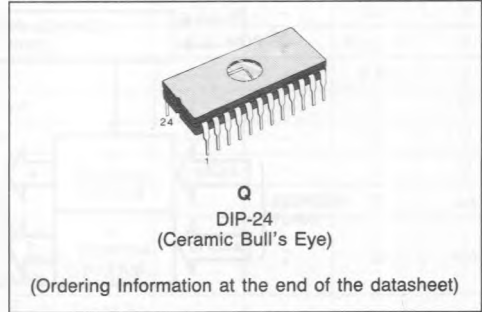 24
1
Q
DIP-24
(Ceramic Bull's Eye)
(Ordering Information at the end of the datasheet)